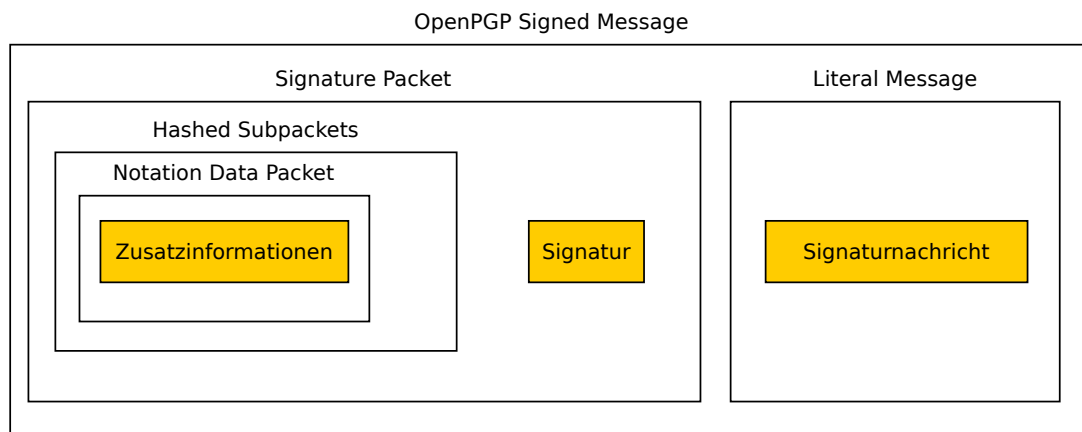 OpenPGP Signed Message
Signature Packet
Literal Message
Hashed Subpackets
Notation Data Packet
Zusatzinformationen
Signatur
Signaturnachricht